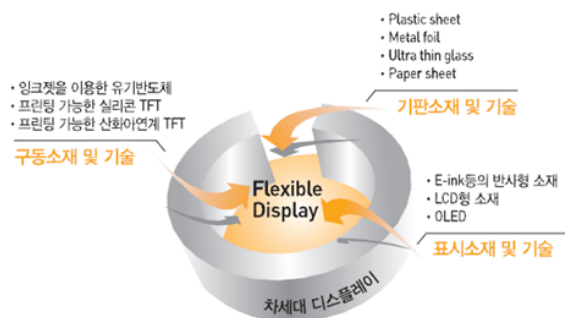 • Plastic sheet
• Metal foil
• Ultra thin glass
• Paper sheet
기판소재 및 기술
• 잉크젯을 이용한 유기반도체
• 프린팅 가능한 실리콘 TFT
• 프린팅 가능한 산화아연계 TFT
구동소재 및 기술
Flexible
Display
• E-ink등의 반사형 소재
• LCD형 소재
• OLED
표시소재 및 기술
차세대 디스플레이